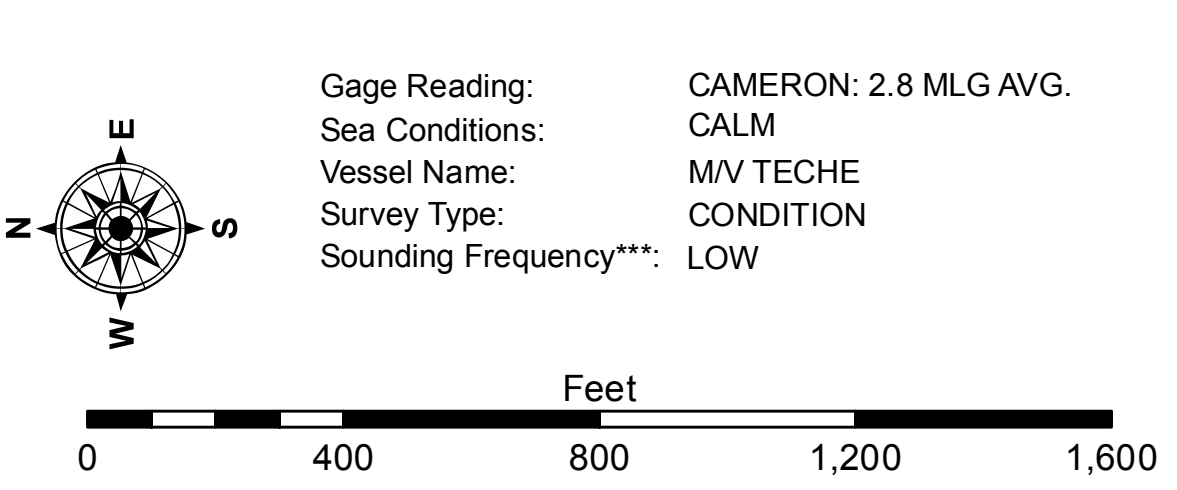 Gage Reading: CAMERON: 2.8 MLG AVG.
Sea Conditions: CALM
Vessel Name: M/V TECHE
Survey Type: CONDITION
Sounding Frequency***: LOW
E
N
S
W
Feet
0 400 800 1,200 1,600